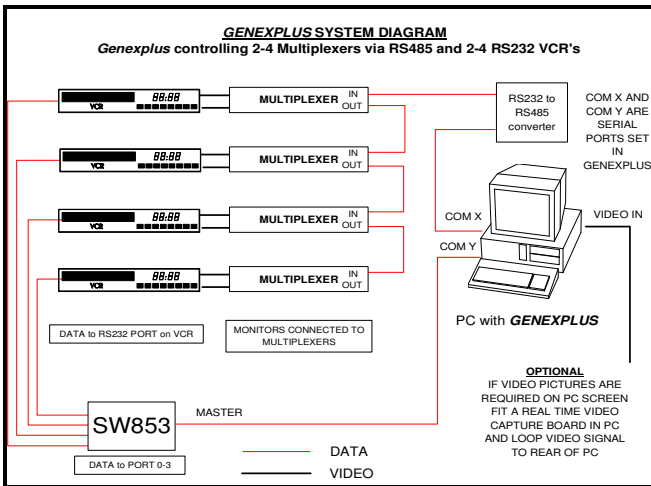 GENEXPLUS SYSTEM DIAGRAM
Genexplus controlling 2-4 Multiplexers via RS485 and 2-4 RS232 VCR's
88:88
VCR
MULTIPLEXER
IN
OUT
RS232 to
RS485
converter
COM X AND
COM Y ARE
SERIAL
PORTS SET
IN
GENEXPLUS
88:88
VCR
MULTIPLEXER
IN
OUT
88:88
VCR
MULTIPLEXER
IN
OUT
88:88
VCR
MULTIPLEXER
IN
OUT
COM X
COM Y
VIDEO IN
PC with GENEXPLUS
DATA to RS232 PORT on VCR
MONITORS CONNECTED TO
MULTIPLEXERS
OPTIONAL
IF VIDEO PICTURES ARE
REQUIRED ON PC SCREEN
FIT A REAL TIME VIDEO
CAPTURE BOARD IN PC
AND LOOP VIDEO SIGNAL
TO REAR OF PC
SW853
MASTER
DATA to PORT 0-3
DATA
VIDEO